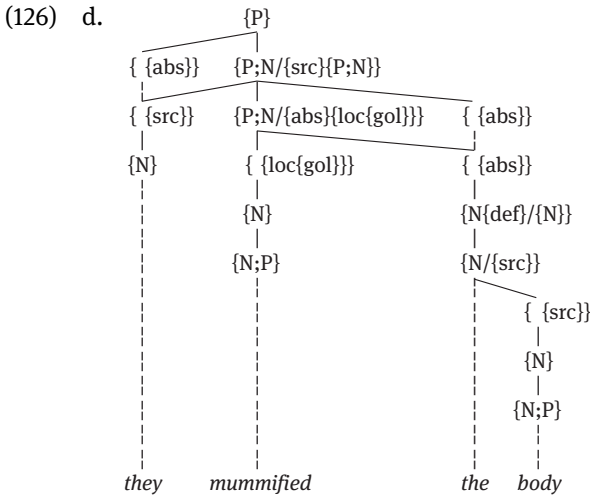 (126) d. {P}
{ {abs}} {P;N/{src}{P;N}}
{ {src}} {P;N/{abs}{loc{gol}}} { {abs}}
{N} { {loc{gol}}} { {abs}}
{N} {N{def}/{N}}
{N;P} {N/{src}}
{ {src}}
{N}
{N;P}
they mummified the body